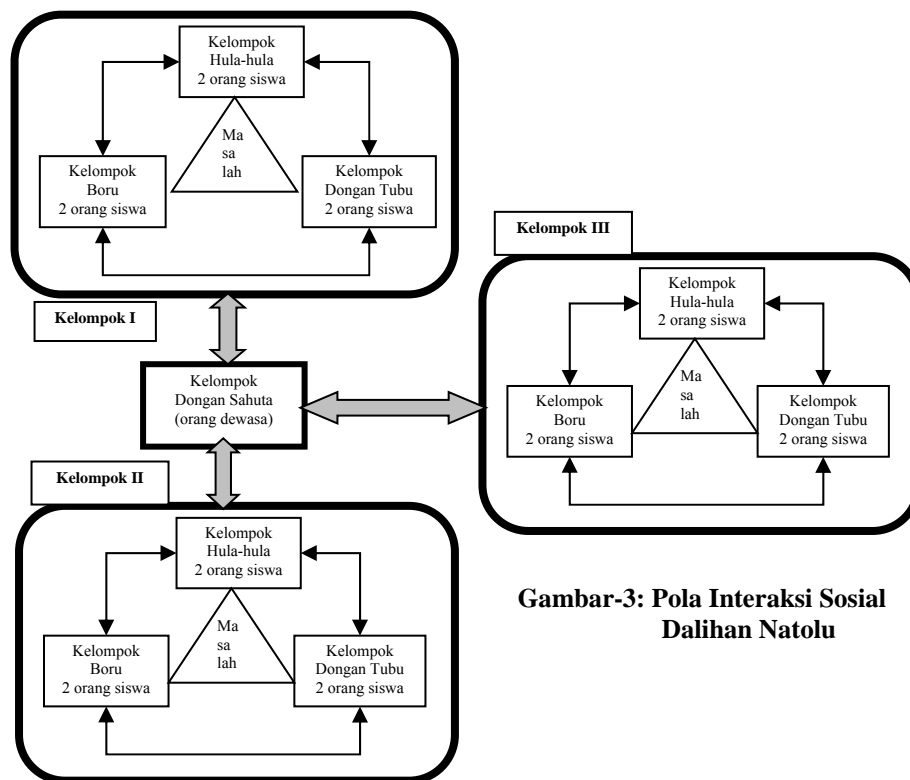 Kelompok
Hula-hula
2 orang siswa
Ma
sa
lah
Kelompok
Boru
2 orang siswa
Kelompok
Dongan Tubu
2 orang siswa
Kelompok I
Kelompok III
Kelompok
Hula-hula
2 orang siswa
Ma
sa
lah
Kelompok
Boru
2 orang siswa
Kelompok
Dongan Tubu
2 orang siswa
Kelompok
Dongan Sahuta
(orang dewasa)
Kelompok II
Kelompok
Hula-hula
2 orang siswa
Ma
sa
lah
Kelompok
Boru
2 orang siswa
Kelompok
Dongan Tubu
2 orang siswa
Gambar-3: Pola Interaksi Sosial
Dalihan Natolu